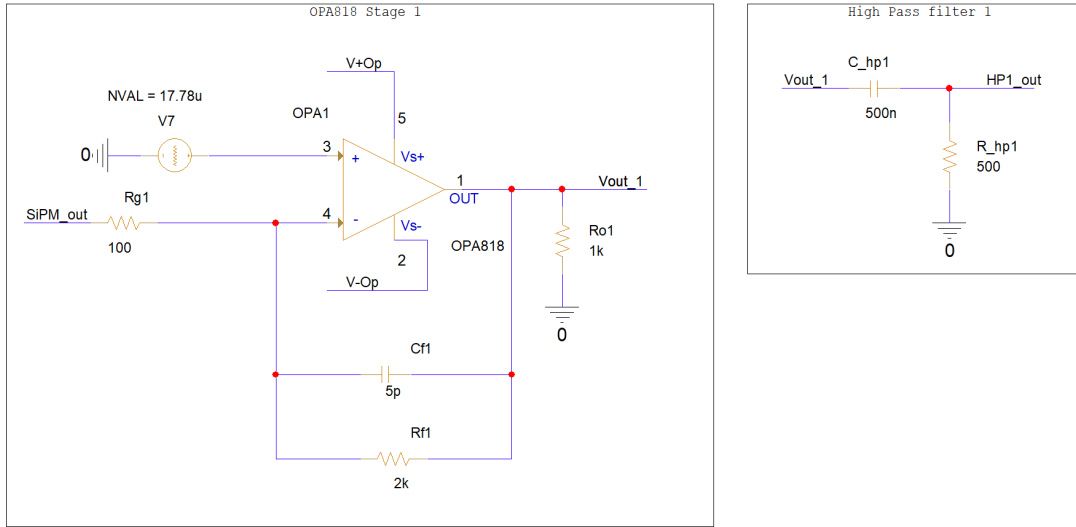 OPA818 Stage 1
V+Op
NVAL = 17.78u
V7
OPA1
5
3
+
Vs+
0
1
OUT
Vout_1
Rg1
SiPM_out
4
-
Vs-
100
2
OPA818
Ro1
1k
V-Op
0
Cf1
5p
Rf1
2k
High Pass filter 1
C_hp1
Vout_1
HP1_out
500n
R_hp1
500
0